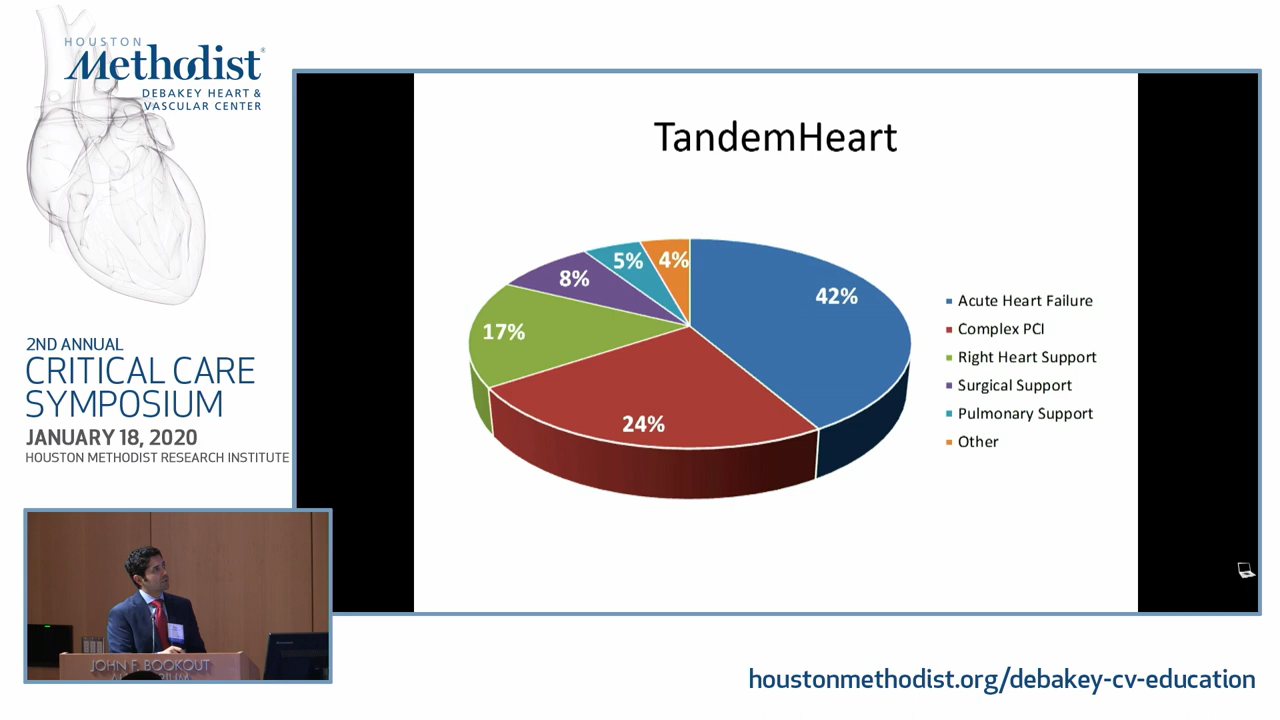 HOUSTON
Methodist®
DEBAKEY HEART &
VASCULAR CENTER
2ND ANNUAL
CRITICAL CARE
SYMPOSIUM
JANUARY 18, 2020
HOUSTON METHODIST RESEARCH INSTITUTE
TandemHeart
42%
24%
17%
8%
5%
4%
Acute Heart Failure
Complex PCI
Right Heart Support
Surgical Support
Pulmonary Support
Other
JOHN F. BOOKOUT
houstonmethodist.org/debakey-cv-education